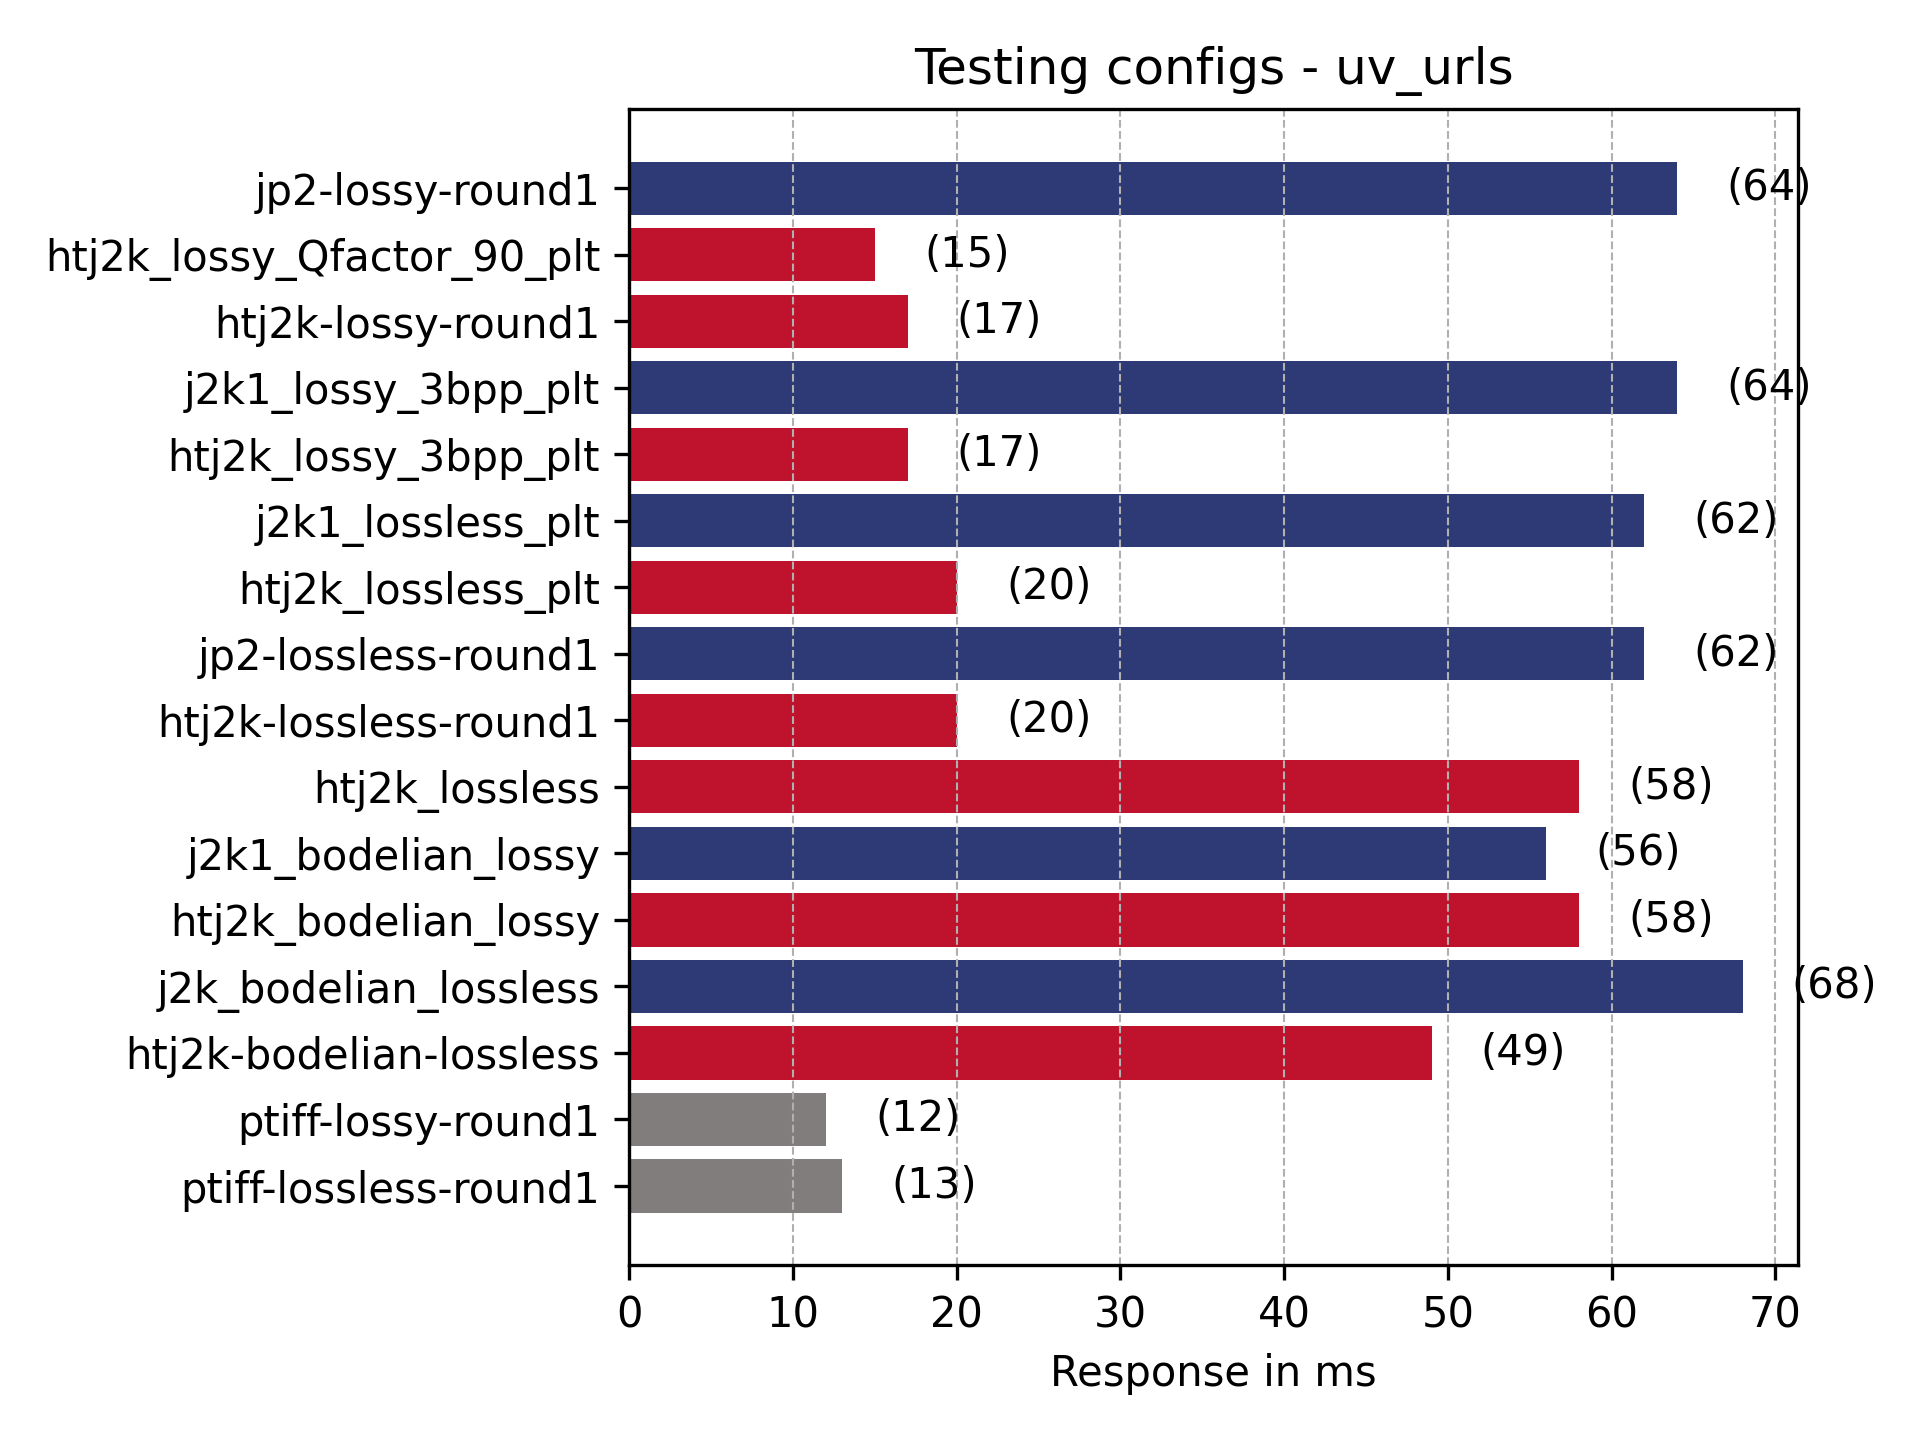 Testing configs - uv_urls
jp2-lossy-round1 (64)
htj2k_lossy_Qfactor_90_plt (15)
htj2k-lossy-round1 (17)
j2k1_lossy_3bpp_plt (64)
htj2k_lossy_3bpp_plt (17)
j2k1_lossless_plt (62)
htj2k_lossless_plt (20)
jp2-lossless-round1 (62)
htj2k-lossless-round1 (20)
htj2k_lossless (58)
j2k1_bodelian_lossy (56)
htj2k_bodelian_lossy (58)
j2k_bodelian_lossless (68)
htj2k-bodelian-lossless (49)
ptiff-lossy-round1 (12)
ptiff-lossless-round1 (13)
0 10 20 30 40 50 60 70
Response in ms